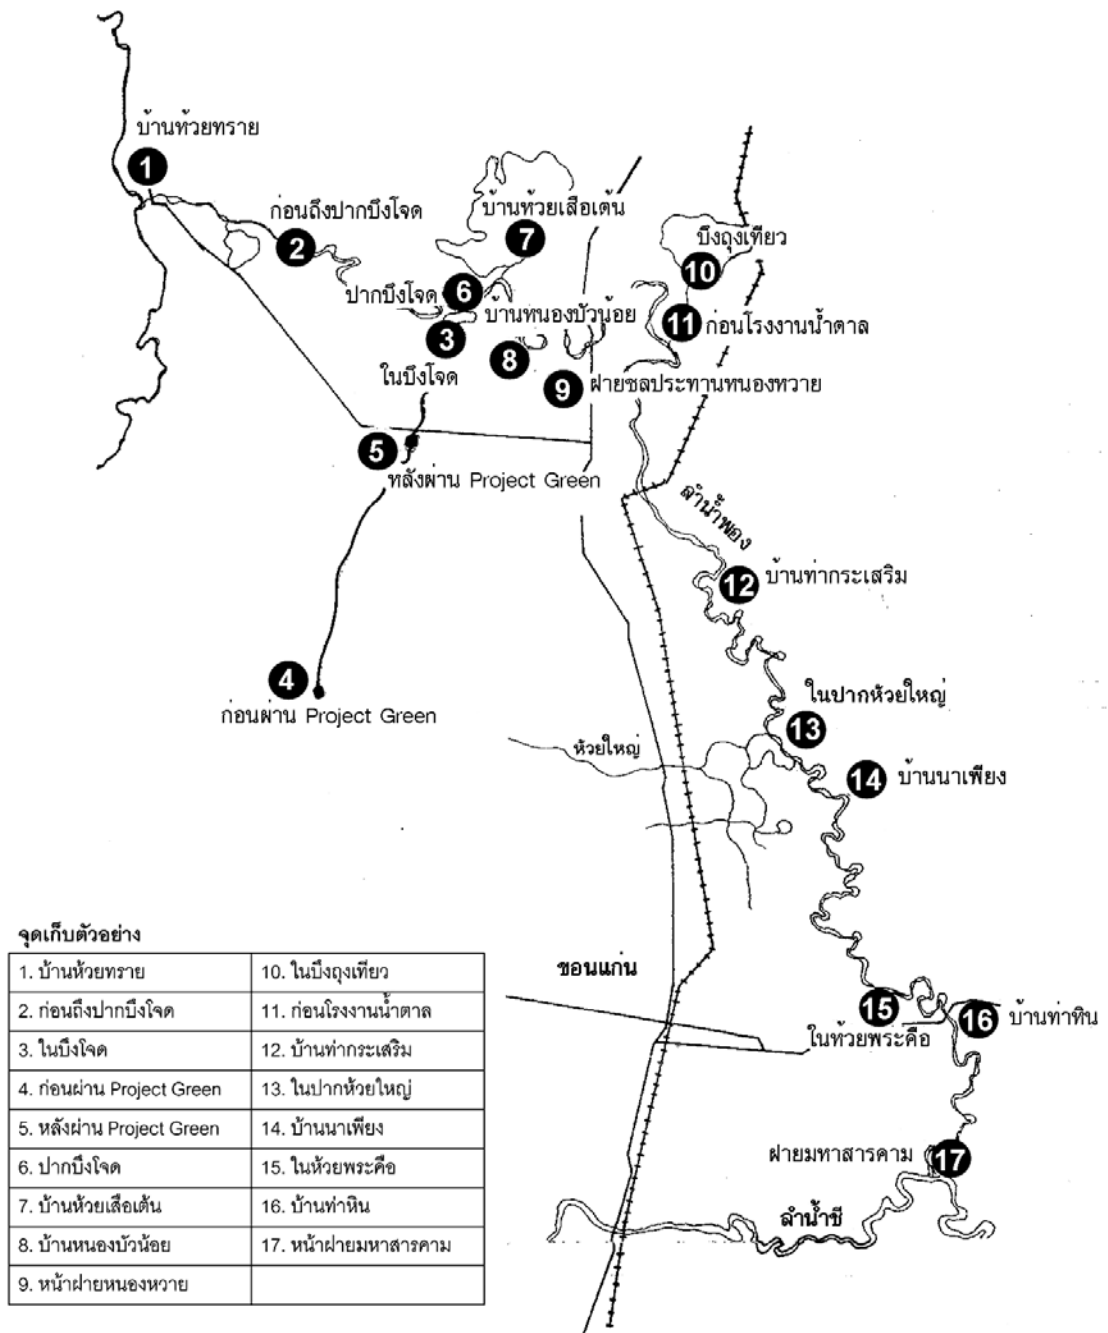 บ้านห้วยทราย
1
ก่อนถึงปากบึงโจด
2
บ้านห้วยเสือเต้น
7
บึงถุงเทียว
10
ปากบึงโจด
6
บ้านหนองบัวน้อย
3
11
ก่อนโรงงานน้ำตาล
ในบึงโจด
8
9
ฝายชลประทานหนองหวาย
5
หลังผ่าน Project Green
ลำน้ำพอง
12
บ้านท่ากระเสริม
4
ก่อนผ่าน Project Green
ในปากห้วยใหญ่
13
ห้วยใหญ่
14
บ้านนาเพียง
ขอนแก่น
15
ในห้วยพระคือ
16
บ้านท่าหิน
ฝายมหาสารคาม
17
ลำน้ำชี
จุดเก็บตัวอย่าง
1. บ้านห้วยทราย
10. ในบึงถุงเทียว
2. ก่อนถึงปากบึงโจด
11. ก่อนโรงงานน้ำตาล
3. ในบึงโจด
12. บ้านท่ากระเสริม
4. ก่อนผ่าน Project Green
13. ในปากห้วยใหญ่
5. หลังผ่าน Project Green
14. บ้านนาเพียง
6. ปากบึงโจด
15. ในห้วยพระคือ
7. บ้านห้วยเสือเต้น
16. บ้านท่าหิน
8. บ้านหนองบัวน้อย
17. หน้าฝายมหาสารคาม
9. หน้าฝายหนองหวาย